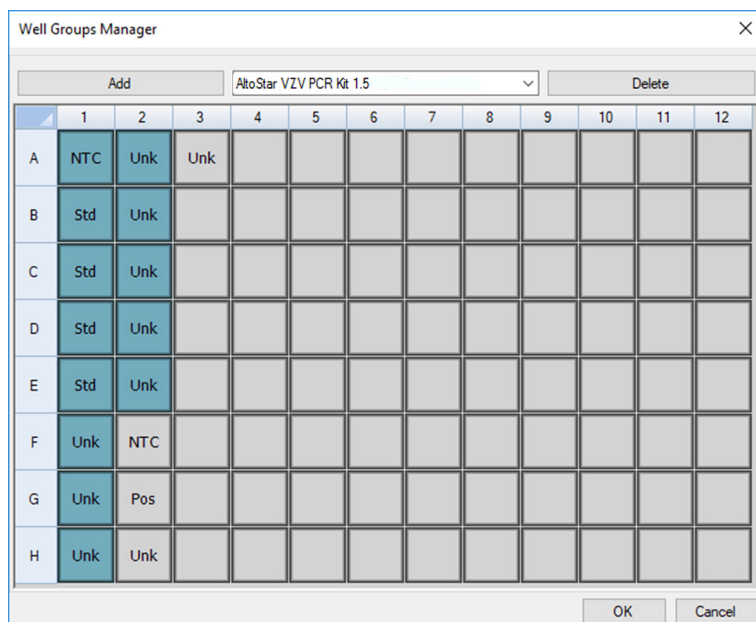 Well Groups Manager
Add AltoStar VZV PCR Kit 1.5 Delete
1 2 3 4 5 6 7 8 9 10 11 12
A NTC Unk Unk
B Std Unk
C Std Unk
D Std Unk
E Std Unk
F Unk NTC
G Unk Pos
H Unk Unk
OK Cancel